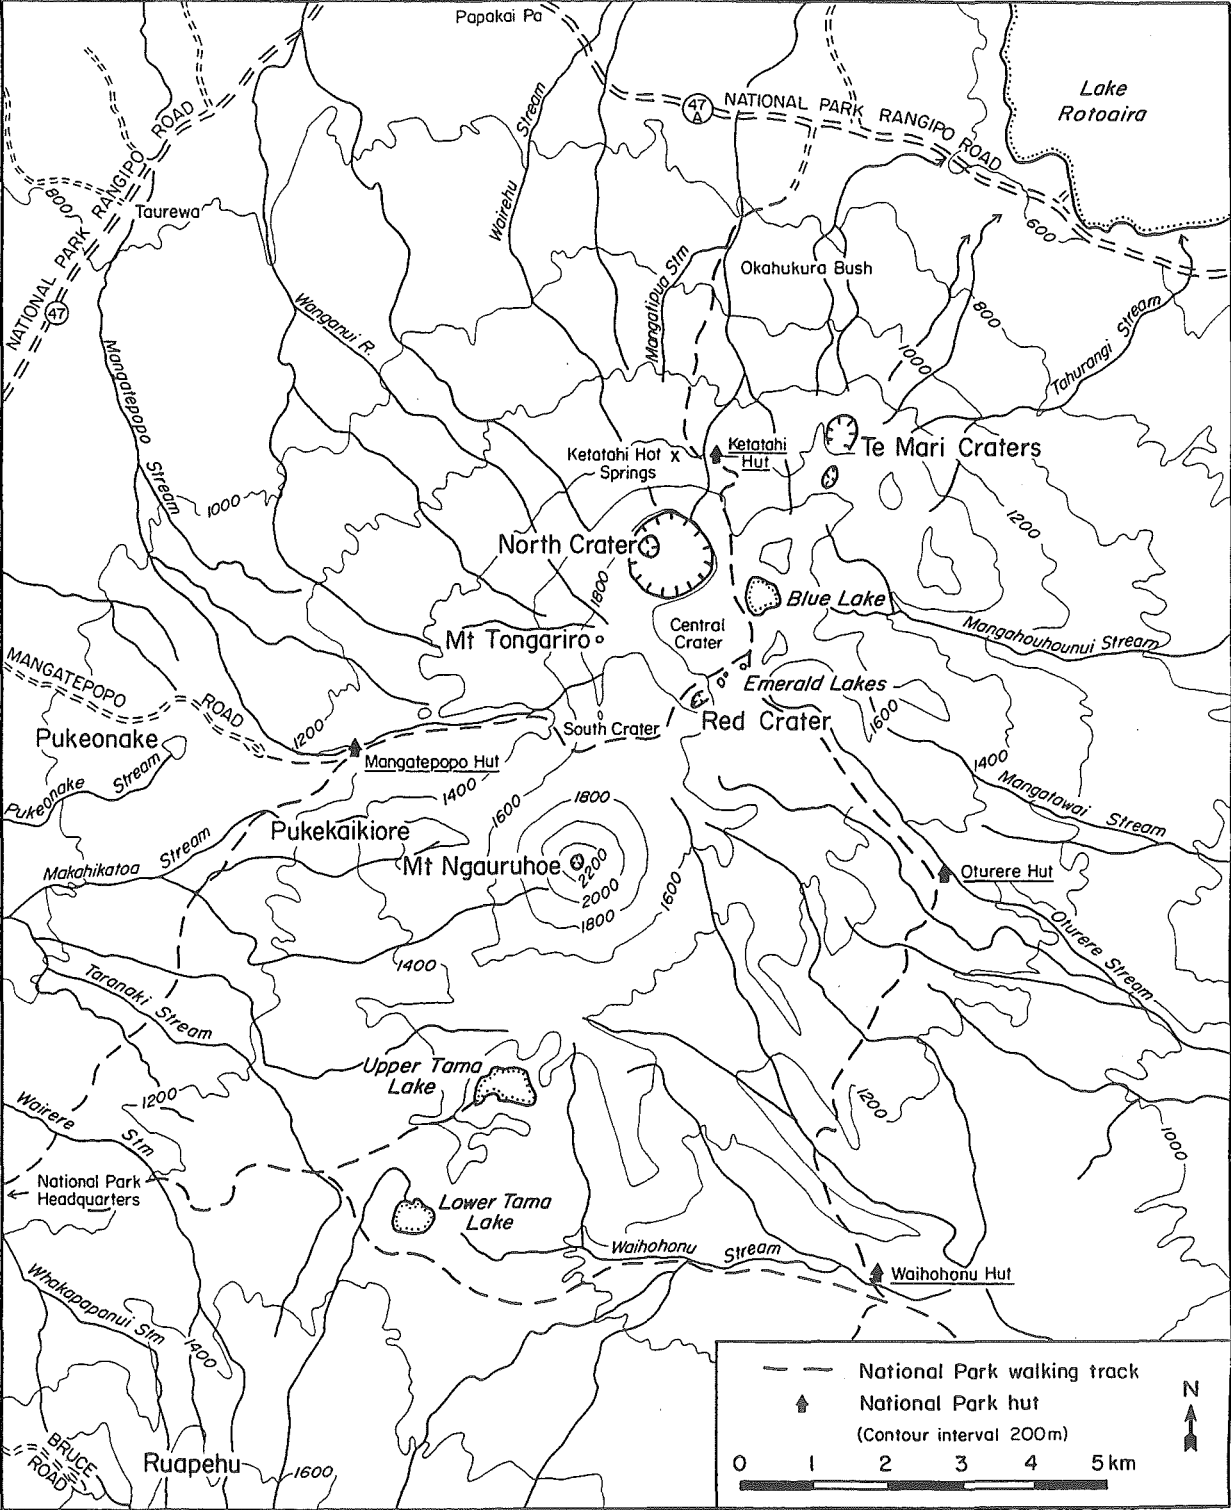 Papakai Pa
Lake
Rotoaira
47
A
NATIONAL PARK RANGIPO ROAD
NATIONAL PARK RANGIPO ROAD
47
Wairehu Stream
800
Taurewa
600
Mangatipua Stm
Okahukura Bush
Wanganui R.
800
Tahurangi Stream
1000
Mangatepopo Stream
Ketatahi Hot x
Springs
Ketatahi
Hut
Te Mari Craters
1000
1200
North Crater
1800
Blue Lake
Central
Crater
Mangahouhounui Stream
Mt Tongariro
MANGATEPOPO ROAD
Emerald Lakes
1600
Red Crater
South Crater
1200
Pukeonake
Mangatepopo Hut
1400
Pukeonake Stream
1400
1600
1800
Mangatawai Stream
Pukekaikiore
Makahikatoa Stream
Mt Ngauruhoe
2200
2000
1800
1600
Oturere Hut
Oturere Stream
1400
Taranaki Stream
Upper Tama
Lake
1200
1200
Wairere Stm
1000
National Park
Headquarters
Lower Tama
Lake
Waihohonu Stream
Waihohonu Hut
Whakapapanui Stm
1400
BRUCE
ROAD
Ruapehu
1600
National Park walking track
National Park hut
(Contour interval 200m)
N
0 1 2 3 4 5 km